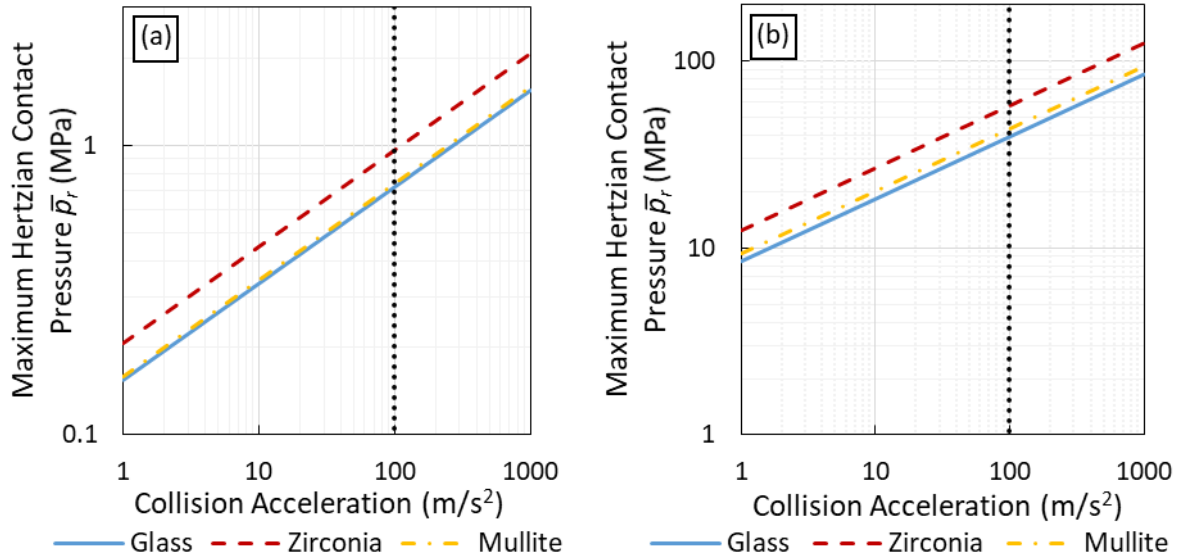 (a)
Maximum Hertzian Contact
Pressure p̅r (MPa)
1
0.1
1 10 100 1000
Collision Acceleration (m/s²)
Glass Zirconia Mullite
(b)
Maximum Hertzian Contact
Pressure p̅r (MPa)
100
10
1
1 10 100 1000
Collision Acceleration (m/s²)
Glass Zirconia Mullite